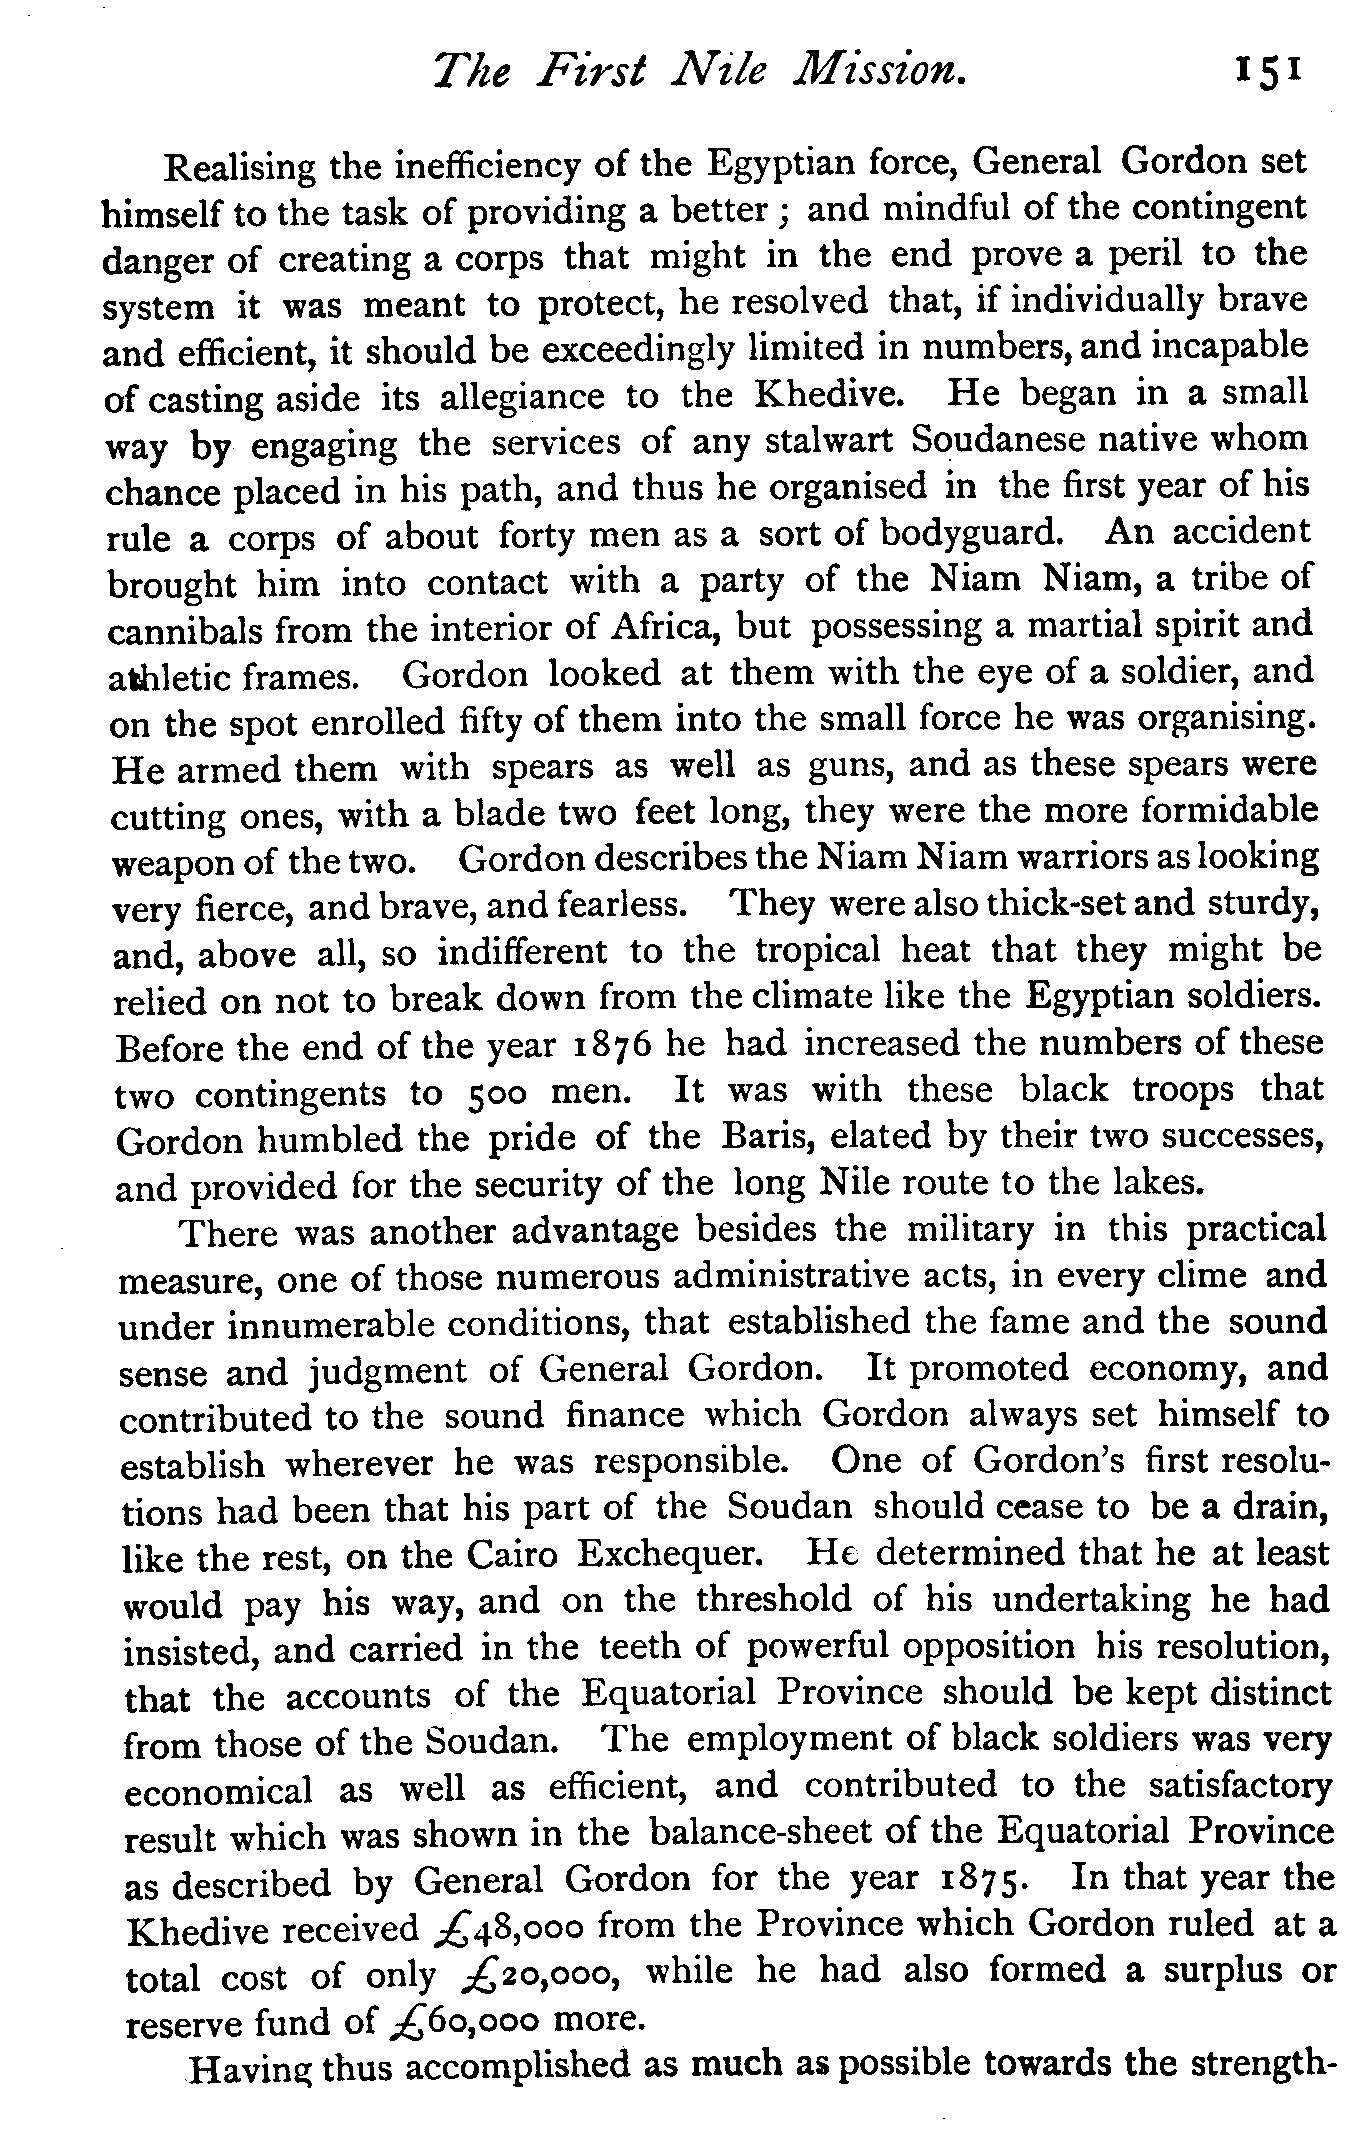 The First Nile Mission. 151
Realising the inefficiency of the Egyptian force, General Gordon set
himself to the task of providing a better ; and mindful of the contingent
danger of creating a corps that might in the end prove a peril to the
system it was meant to protect, he resolved that, if individually brave
and efficient, it should be exceedingly limited in numbers, and incapable
of casting aside its allegiance to the Khedive. He began in a small
way by engaging the services of any stalwart Soudanese native whom
chance placed in his path, and thus he organised in the first year of his
rule a corps of about forty men as a sort of bodyguard. An accident
brought him into contact with a party of the Niam Niam, a tribe of
cannibals from the interior of Africa, but possessing a martial spirit and
athletic frames. Gordon looked at them with the eye of a soldier, and
on the spot enrolled fifty of them into the small force he was organising.
He armed them with spears as well as guns, and as these spears were
cutting ones, with a blade two feet long, they were the more formidable
weapon of the two. Gordon describes the Niam Niam warriors as looking
very fierce, and brave, and fearless. They were also thick-set and sturdy,
and, above all, so indifferent to the tropical heat that they might be
relied on not to break down from the climate like the Egyptian soldiers.
Before the end of the year 1876 he had increased the numbers of these
two contingents to 500 men. It was with these black troops that
Gordon humbled the pride of the Baris, elated by their two successes,
and provided for the security of the long Nile route to the lakes.
There was another advantage besides the military in this practical
measure, one of those numerous administrative acts, in every clime and
under innumerable conditions, that established the fame and the sound
sense and judgment of General Gordon. It promoted economy, and
contributed to the sound finance which Gordon always set himself to
establish wherever he was responsible. One of Gordon's first resolu-
tions had been that his part of the Soudan should cease to be a drain,
like the rest, on the Cairo Exchequer. He determined that he at least
would pay his way, and on the threshold of his undertaking he had
insisted, and carried in the teeth of powerful opposition his resolution,
that the accounts of the Equatorial Province should be kept distinct
from those of the Soudan. The employment of black soldiers was very
economical as well as efficient, and contributed to the satisfactory
result which was shown in the balance-sheet of the Equatorial Province
as described by General Gordon for the year 1875. In that year the
Khedive received £48,000 from the Province which Gordon ruled at a
total cost of only £20,000, while he had also formed a surplus or
reserve fund of £60,000 more.
Having thus accomplished as much as possible towards the strength-